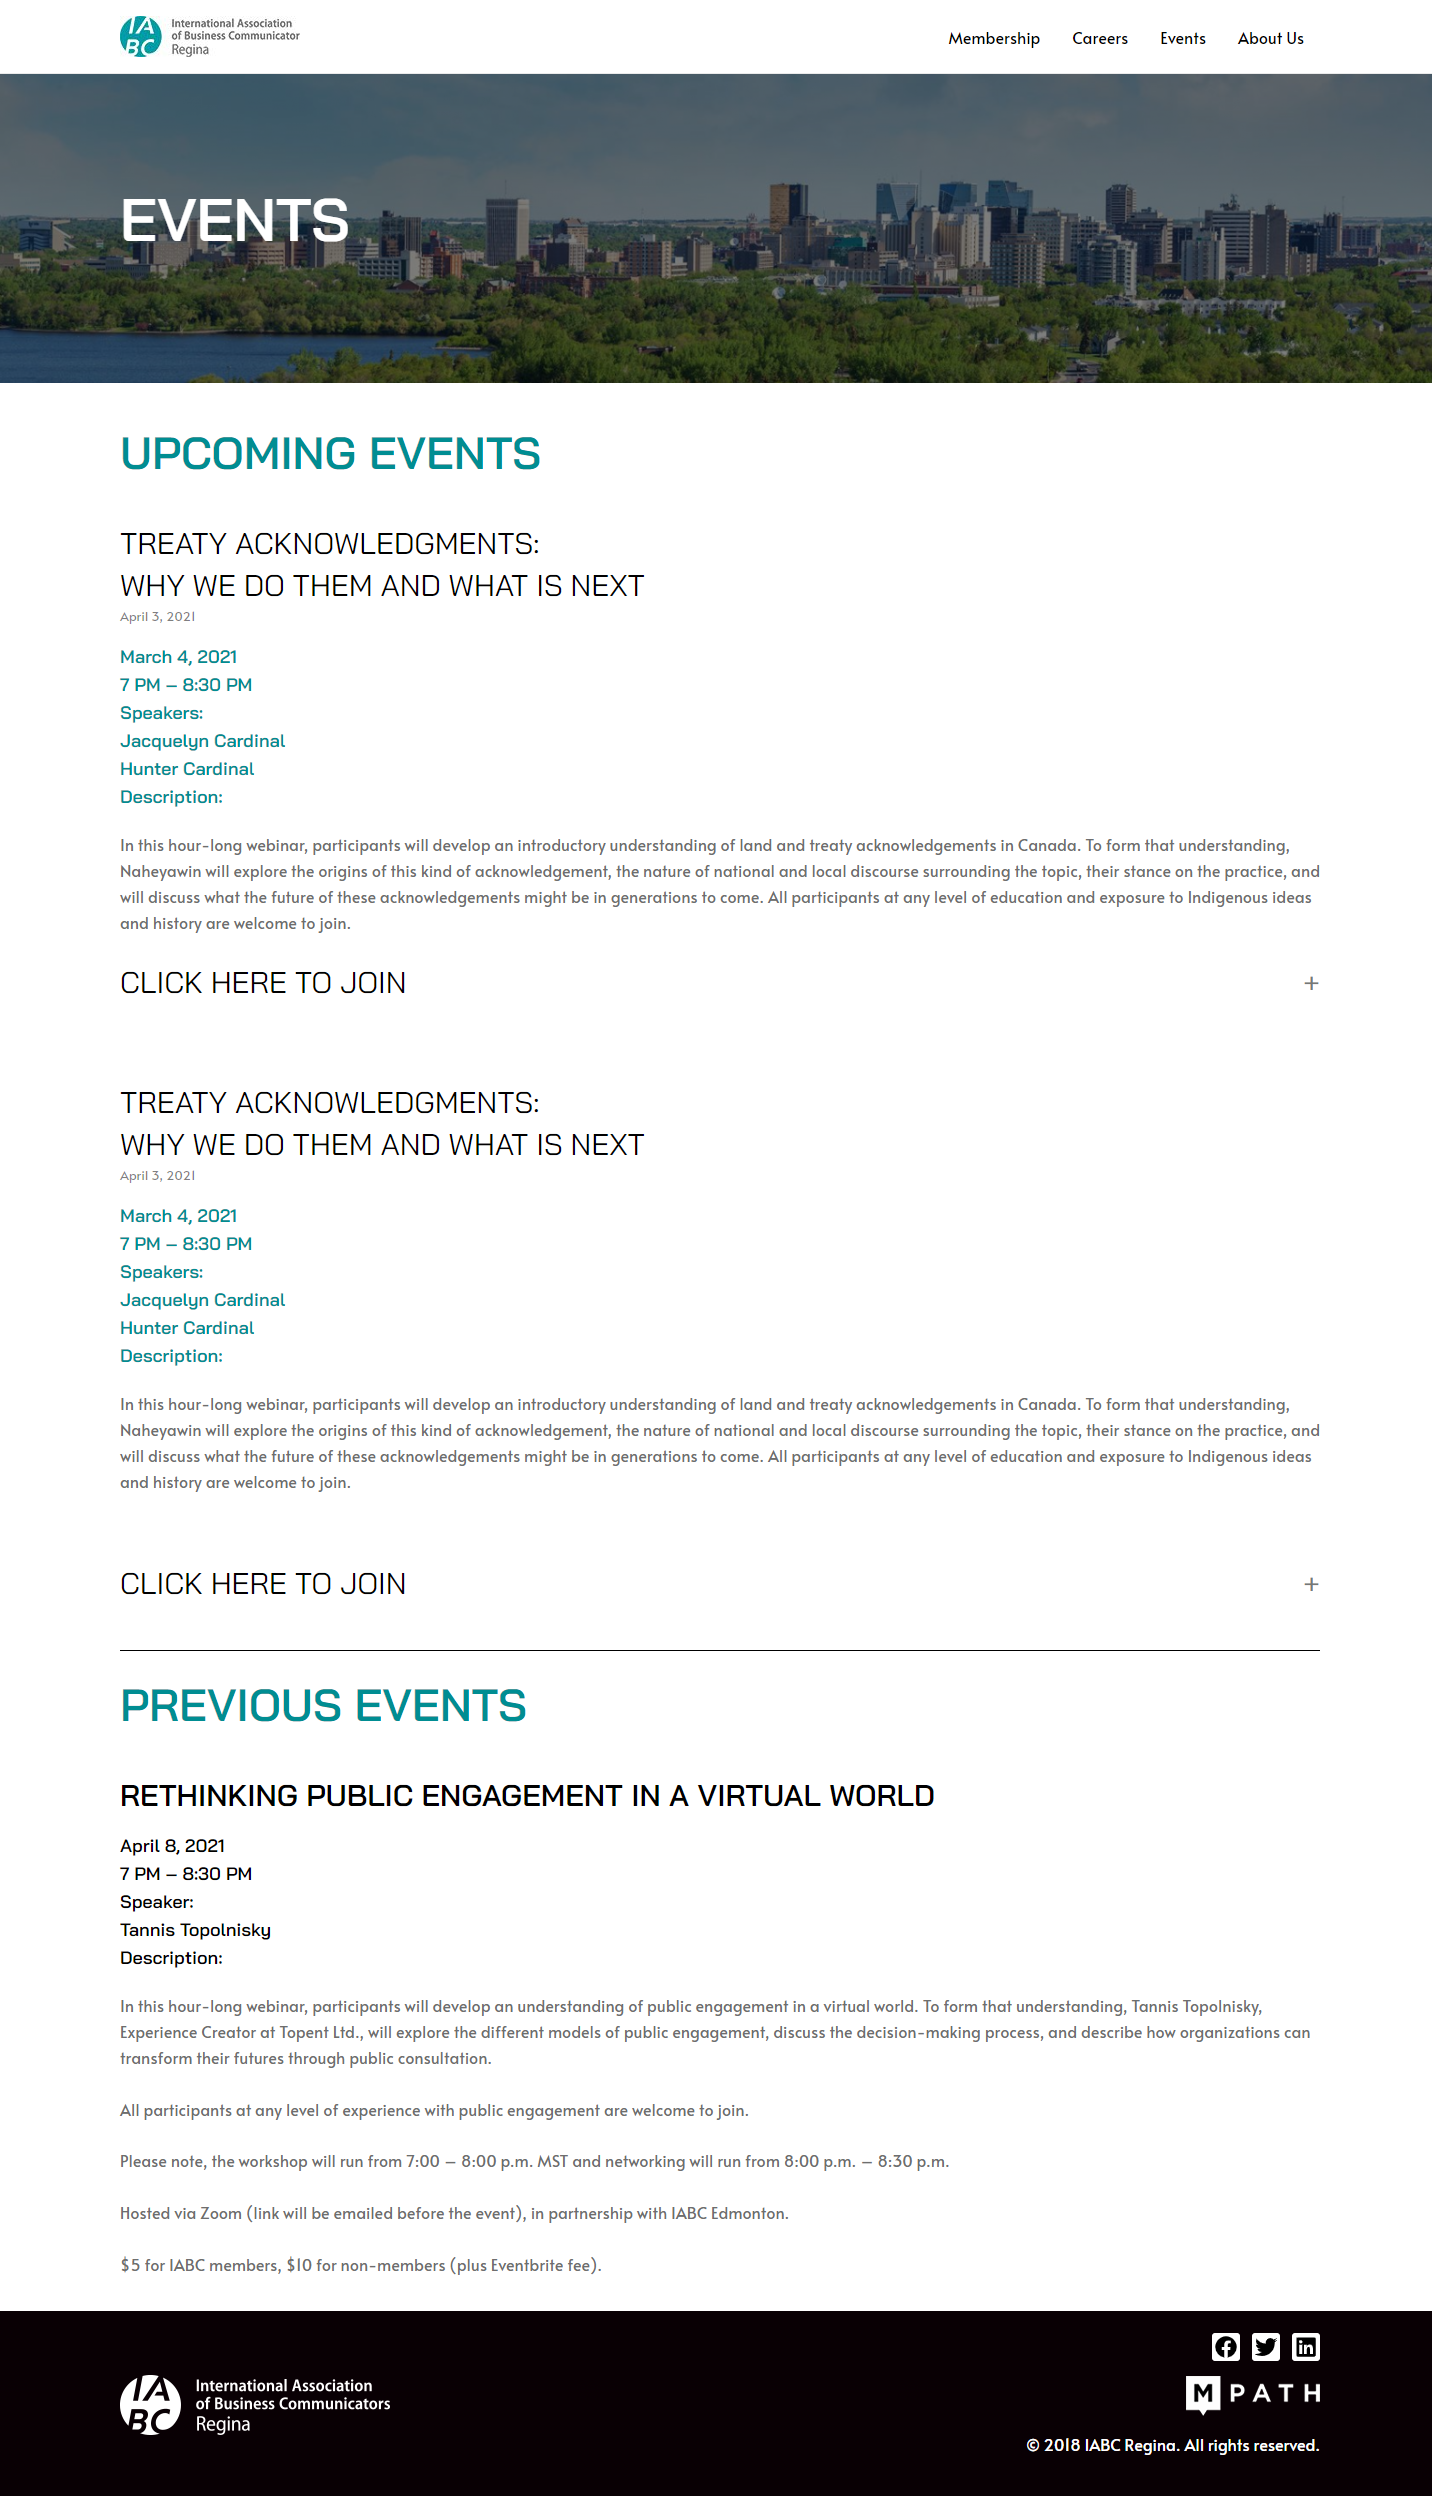 IABC
International Association
of Business Communicator
Regina
Membership
Careers
Events
About Us
EVENTS
UPCOMING EVENTS
TREATY ACKNOWLEDGMENTS:
WHY WE DO THEM AND WHAT IS NEXT
April 3, 2021
March 4, 2021
7 PM – 8:30 PM
Speakers:
Jacquelyn Cardinal
Hunter Cardinal
Description:
In this hour-long webinar, participants will develop an introductory understanding of land and treaty acknowledgements in Canada. To form that understanding,
Naheyawin will explore the origins of this kind of acknowledgement, the nature of national and local discourse surrounding the topic, their stance on the practice, and
will discuss what the future of these acknowledgements might be in generations to come. All participants at any level of education and exposure to Indigenous ideas
and history are welcome to join.
CLICK HERE TO JOIN +
TREATY ACKNOWLEDGMENTS:
WHY WE DO THEM AND WHAT IS NEXT
April 3, 2021
March 4, 2021
7 PM – 8:30 PM
Speakers:
Jacquelyn Cardinal
Hunter Cardinal
Description:
In this hour-long webinar, participants will develop an introductory understanding of land and treaty acknowledgements in Canada. To form that understanding,
Naheyawin will explore the origins of this kind of acknowledgement, the nature of national and local discourse surrounding the topic, their stance on the practice, and
will discuss what the future of these acknowledgements might be in generations to come. All participants at any level of education and exposure to Indigenous ideas
and history are welcome to join.
CLICK HERE TO JOIN +
PREVIOUS EVENTS
RETHINKING PUBLIC ENGAGEMENT IN A VIRTUAL WORLD
April 8, 2021
7 PM – 8:30 PM
Speaker:
Tannis Topolnisky
Description:
In this hour-long webinar, participants will develop an understanding of public engagement in a virtual world. To form that understanding, Tannis Topolnisky,
Experience Creator at Topent Ltd., will explore the different models of public engagement, discuss the decision-making process, and describe how organizations can
transform their futures through public consultation.
All participants at any level of experience with public engagement are welcome to join.
Please note, the workshop will run from 7:00 – 8:00 p.m. MST and networking will run from 8:00 p.m. – 8:30 p.m.
Hosted via Zoom (link will be emailed before the event), in partnership with IABC Edmonton.
$5 for IABC members, $10 for non-members (plus Eventbrite fee).
IABC
International Association
of Business Communicators
Regina
MPATH
© 2018 IABC Regina. All rights reserved.